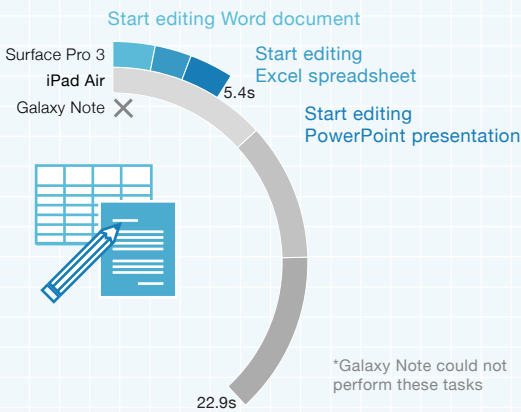 Start editing Word document
Surface Pro 3
iPad Air
Galaxy Note
Start editing
Excel spreadsheet
5.4s
Start editing
PowerPoint presentation
22.9s
*Galaxy Note could not
perform these tasks